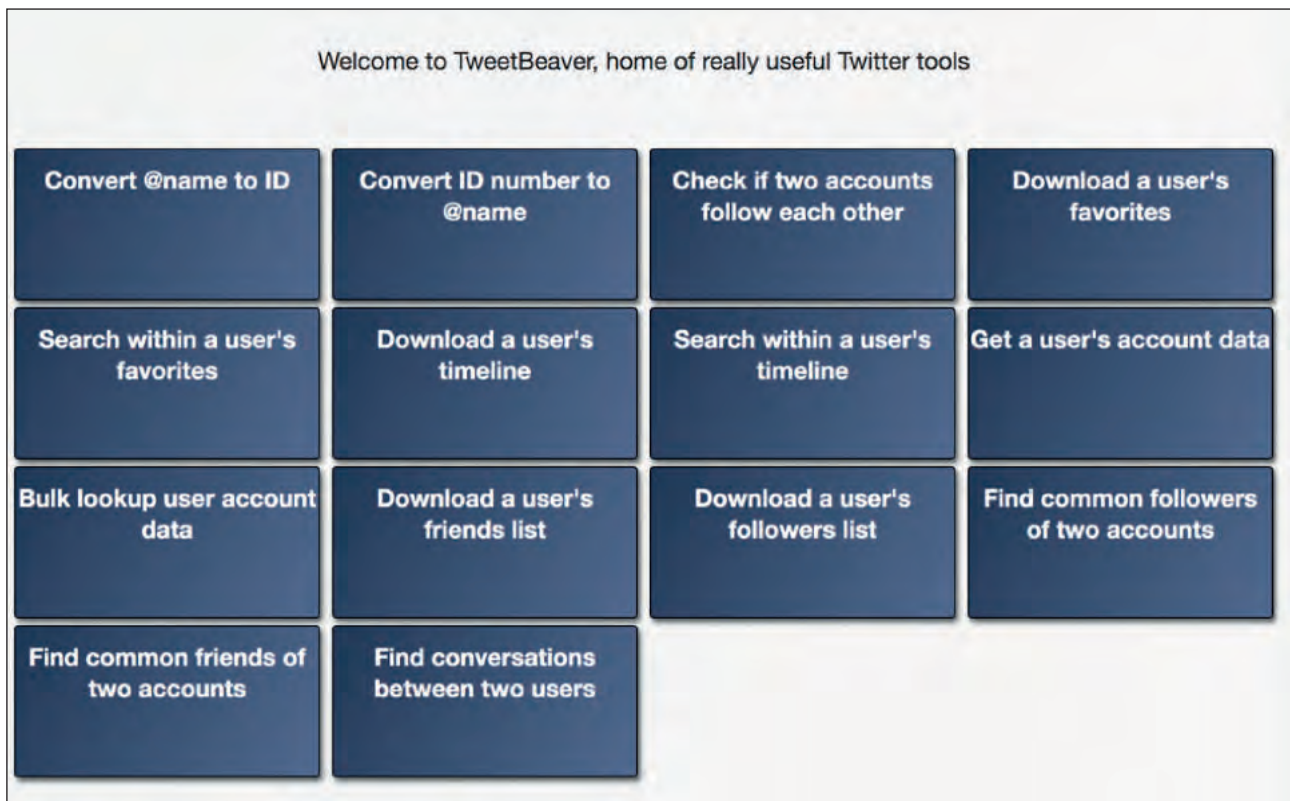 Welcome to TweetBeaver, home of really useful Twitter tools
Convert @name to ID
Convert ID number to
@name
Check if two accounts
follow each other
Download a user's
favorites
Search within a user's
favorites
Download a user's
timeline
Search within a user's
timeline
Get a user's account data
Bulk lookup user account
data
Download a user's
friends list
Download a user's
followers list
Find common followers
of two accounts
Find common friends of
two accounts
Find conversations
between two users